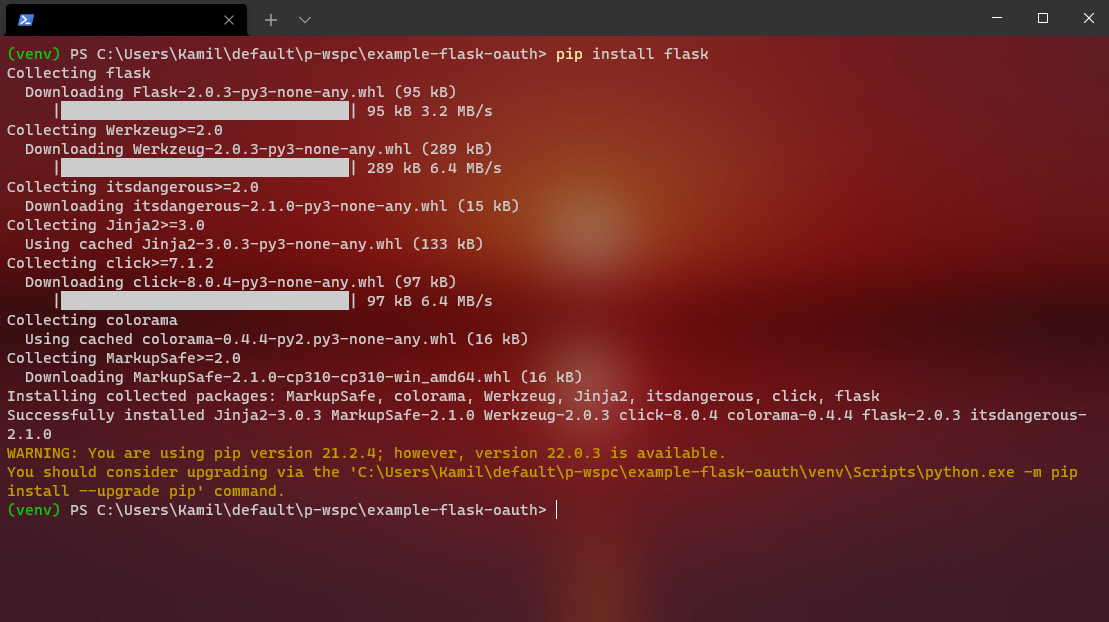 (venv) PS C:\Users\Kamil\default\p-wspc\example-flask-oauth> pip install flask
Collecting flask
  Downloading Flask-2.0.3-py3-none-any.whl (95 kB)
     |████████████████████████████████| 95 kB 3.2 MB/s
Collecting Werkzeug>=2.0
  Downloading Werkzeug-2.0.3-py3-none-any.whl (289 kB)
     |████████████████████████████████| 289 kB 6.4 MB/s
Collecting itsdangerous>=2.0
  Downloading itsdangerous-2.1.0-py3-none-any.whl (15 kB)
Collecting Jinja2>=3.0
  Using cached Jinja2-3.0.3-py3-none-any.whl (133 kB)
Collecting click>=7.1.2
  Downloading click-8.0.4-py3-none-any.whl (97 kB)
     |████████████████████████████████| 97 kB 6.4 MB/s
Collecting colorama
  Using cached colorama-0.4.4-py2.py3-none-any.whl (16 kB)
Collecting MarkupSafe>=2.0
  Downloading MarkupSafe-2.1.0-cp310-cp310-win_amd64.whl (16 kB)
Installing collected packages: MarkupSafe, colorama, Werkzeug, Jinja2, itsdangerous, click, flask
Successfully installed Jinja2-3.0.3 MarkupSafe-2.1.0 Werkzeug-2.0.3 click-8.0.4 colorama-0.4.4 flask-2.0.3 itsdangerous-
2.1.0
WARNING: You are using pip version 21.2.4; however, version 22.0.3 is available.
You should consider upgrading via the 'C:\Users\Kamil\default\p-wspc\example-flask-oauth\venv\Scripts\python.exe -m pip
install --upgrade pip' command.
(venv) PS C:\Users\Kamil\default\p-wspc\example-flask-oauth>